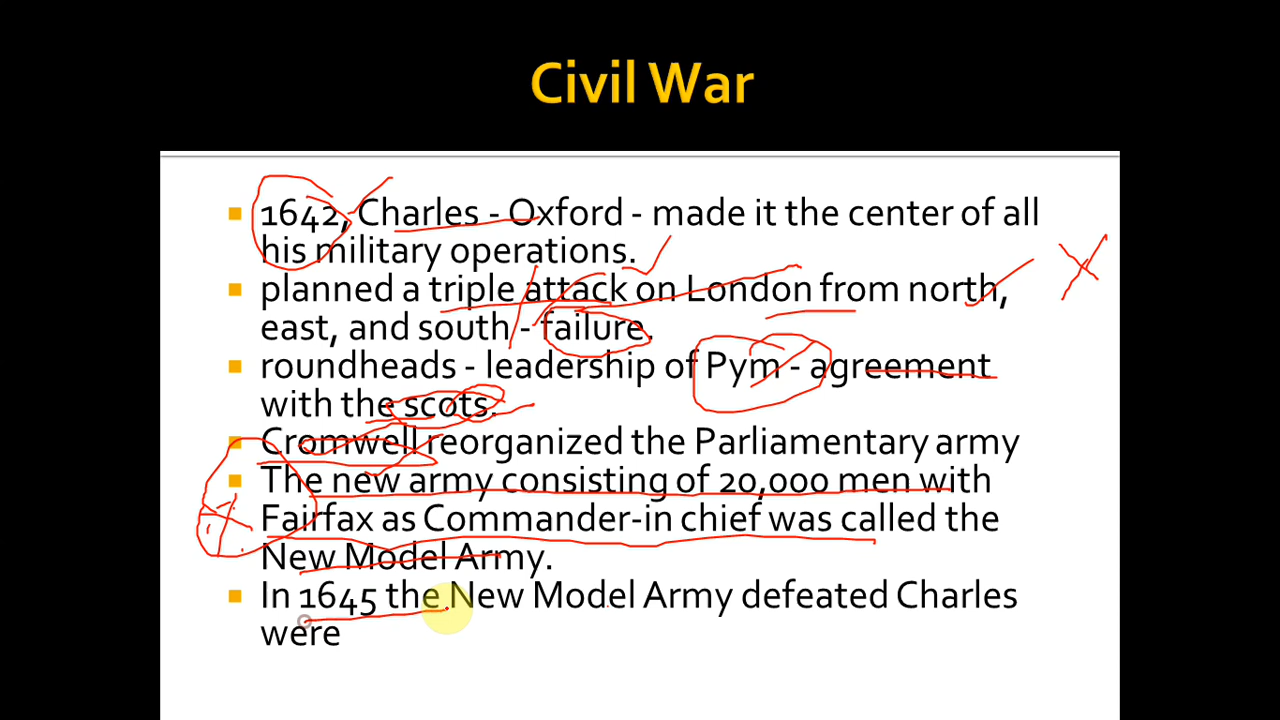 Civil War
1642, Charles - Oxford - made it the center of all
his military operations.
planned a triple attack on London from north,
east, and south - failure.
roundheads - leadership of Pym - agreement
with the scots.
Cromwell reorganized the Parliamentary army
The new army consisting of 20,000 men with
Fairfax as Commander-in chief was called the
New Model Army.
In 1645 the New Model Army defeated Charles
were